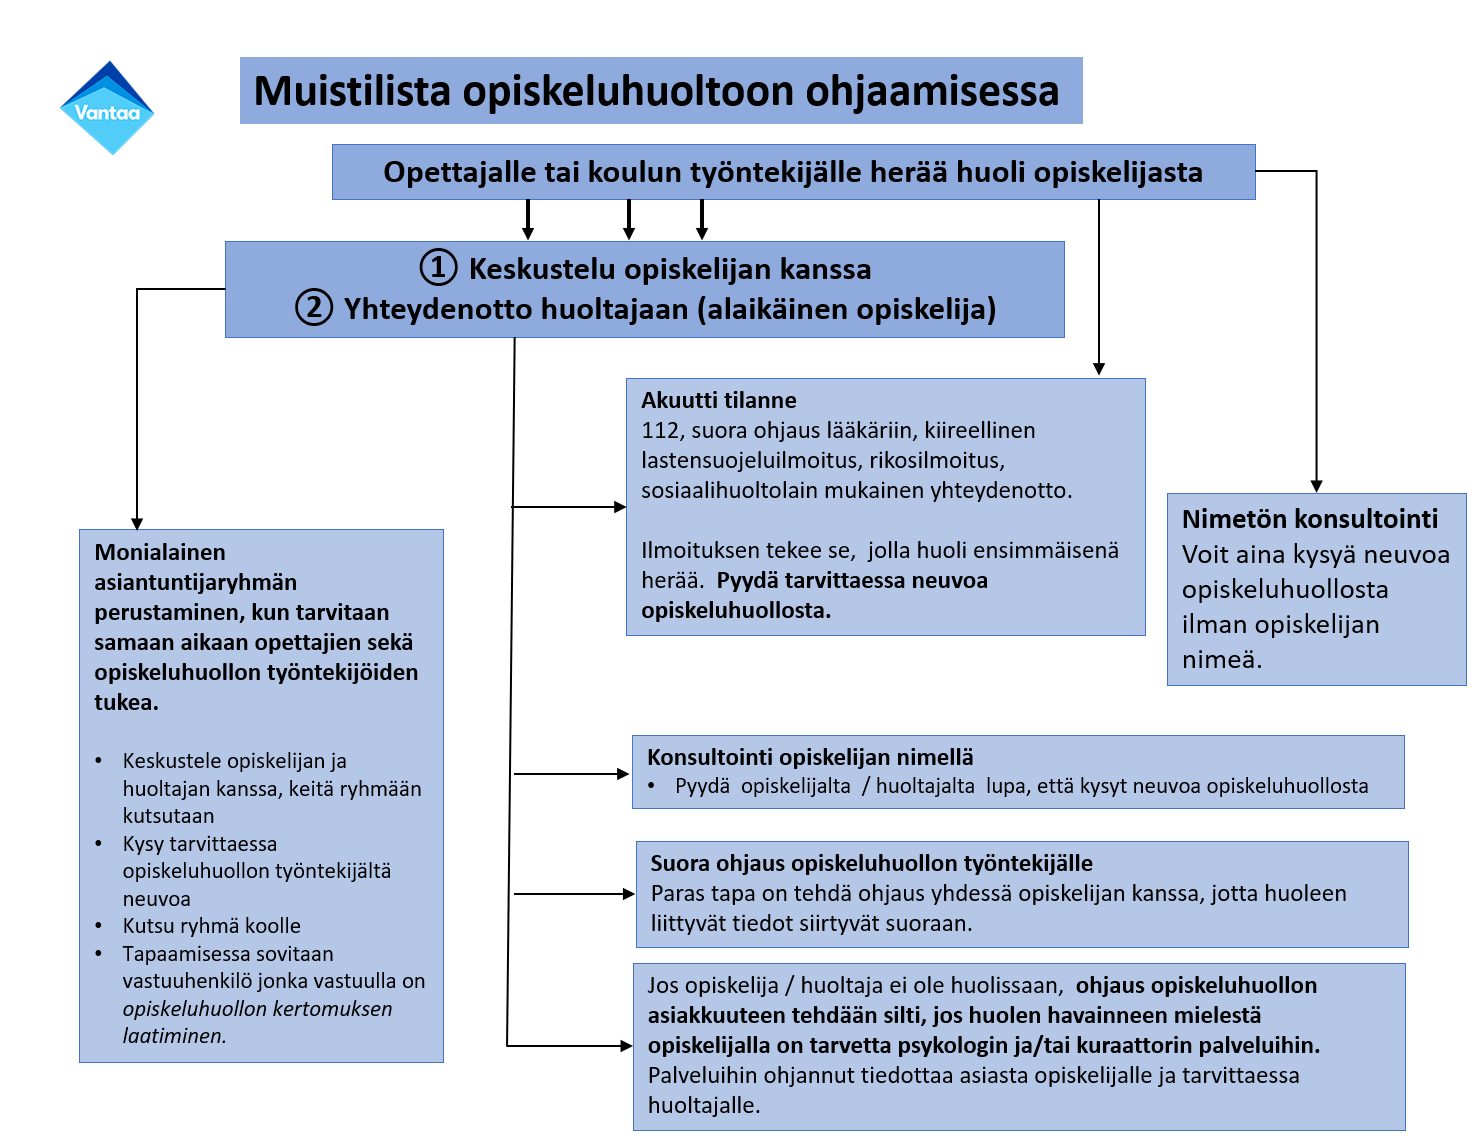 Vantaa
Muistilista opiskeluhuoltoon ohjaamisessa
Opettajalle tai koulun työntekijälle herää huoli opiskelijasta
① Keskustelu opiskelijan kanssa
② Yhteydenotto huoltajaan (alaikäinen opiskelija)
Akuutti tilanne
112, suora ohjaus lääkäriin, kiireellinen
lastensuojeluilmoitus, rikosilmoitus,
sosiaalihuoltolain mukainen yhteydenotto.
Ilmoituksen tekee se, jolla huoli ensimmäisenä
herää. Pyydä tarvittaessa neuvoa
opiskeluhuollosta.
Nimetön konsultointi
Voit aina kysyä neuvoa
opiskeluhuollosta
ilman opiskelijan
nimeä.
Monialainen
asiantuntijaryhmän
perustaminen, kun tarvitaan
samaan aikaan opettajien sekä
opiskeluhuollon työntekijöiden
tukea.
• Keskustele opiskelijan ja
huoltajan kanssa, keitä ryhmään
kutsutaan
• Kysy tarvittaessa
opiskeluhuollon työntekijältä
neuvoa
• Kutsu ryhmä koolle
• Tapaamisessa sovitaan
vastuuhenkilö jonka vastuulla on
opiskeluhuollon kertomuksen
laatiminen.
Konsultointi opiskelijan nimellä
• Pyydä opiskelijalta / huoltajalta lupa, että kysyt neuvoa opiskeluhuollosta
Suora ohjaus opiskeluhuollon työntekijälle
Paras tapa on tehdä ohjaus yhdessä opiskelijan kanssa, jotta huoleen
liittyvät tiedot siirtyvät suoraan.
Jos opiskelija / huoltaja ei ole huolissaan, ohjaus opiskeluhuollon
asiakkuuteen tehdään silti, jos huolen havainneen mielestä
opiskelijalla on tarvetta psykologin ja/tai kuraattorin palveluihin.
Palveluihin ohjannut tiedottaa asiasta opiskelijalle ja tarvittaessa
huoltajalle.